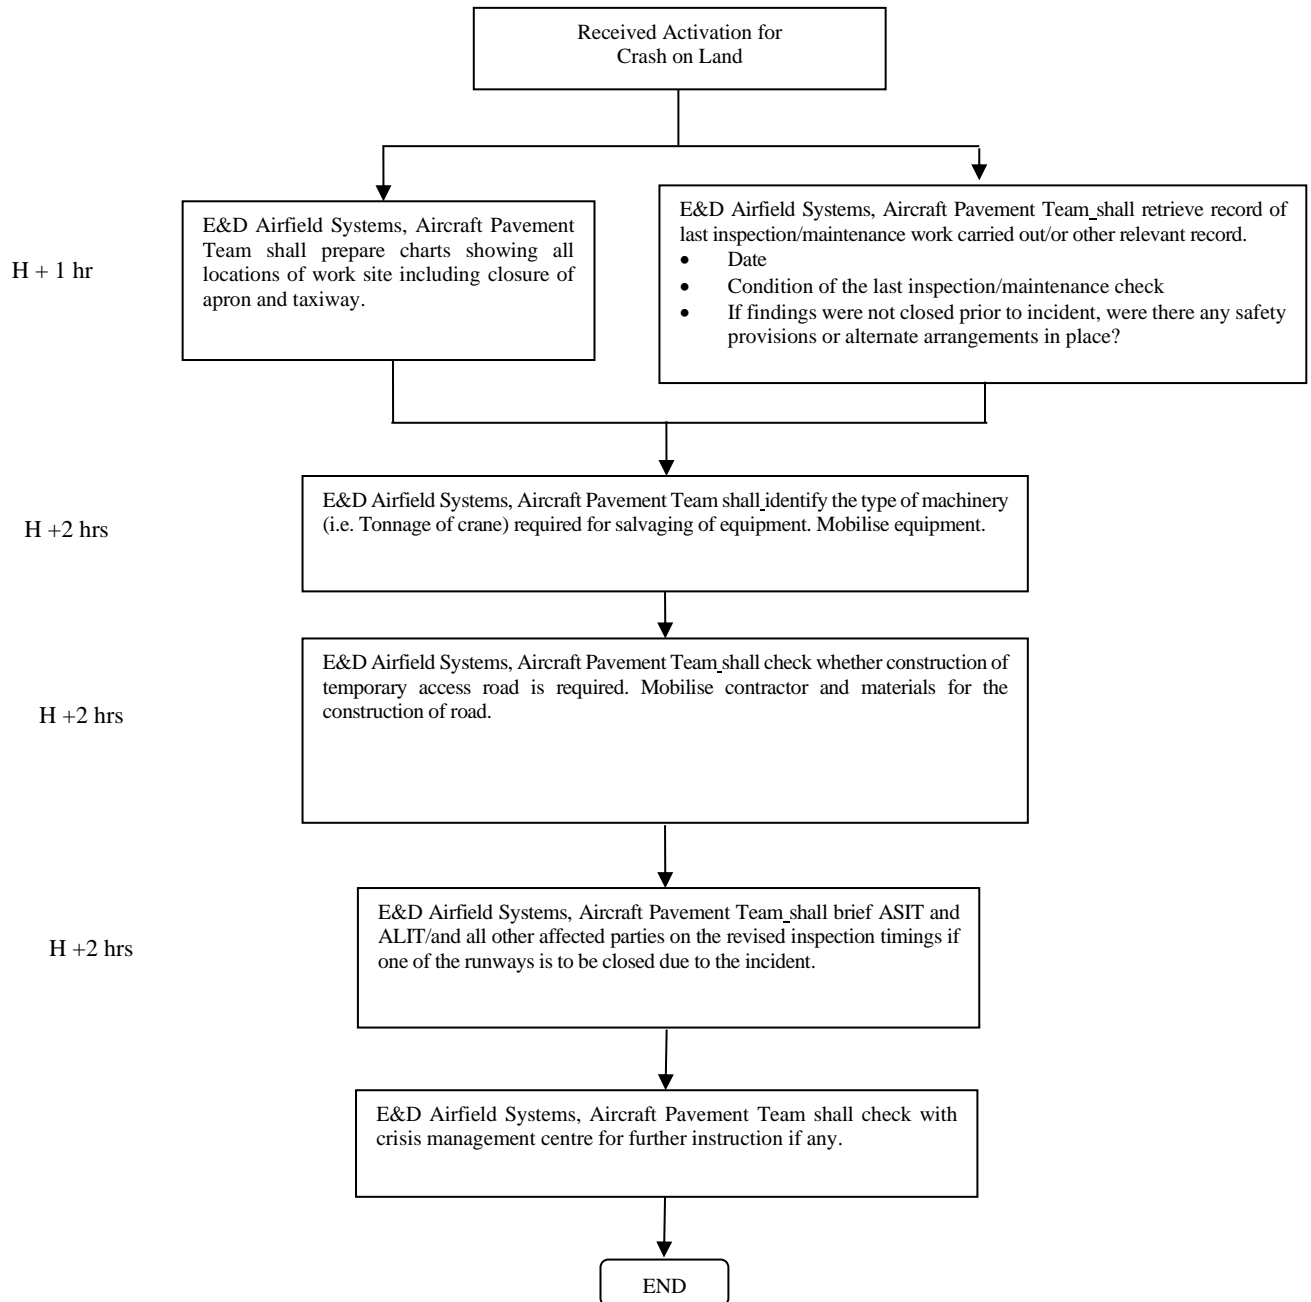 Received Activation for
Crash on Land
H + 1 hr
E&D Airfield Systems, Aircraft Pavement
Team shall prepare charts showing all
locations of work site including closure of
apron and taxiway.
E&D Airfield Systems, Aircraft Pavement Team shall retrieve record of
last inspection/maintenance work carried out/or other relevant record.
• Date
• Condition of the last inspection/maintenance check
• If findings were not closed prior to incident, were there any safety
provisions or alternate arrangements in place?
H +2 hrs
E&D Airfield Systems, Aircraft Pavement Team shall identify the type of machinery
(i.e. Tonnage of crane) required for salvaging of equipment. Mobilise equipment.
H +2 hrs
E&D Airfield Systems, Aircraft Pavement Team shall check whether construction of
temporary access road is required. Mobilise contractor and materials for the
construction of road.
H +2 hrs
E&D Airfield Systems, Aircraft Pavement Team shall brief ASIT and
ALIT/and all other affected parties on the revised inspection timings if
one of the runways is to be closed due to the incident.
E&D Airfield Systems, Aircraft Pavement Team shall check with
crisis management centre for further instruction if any.
END